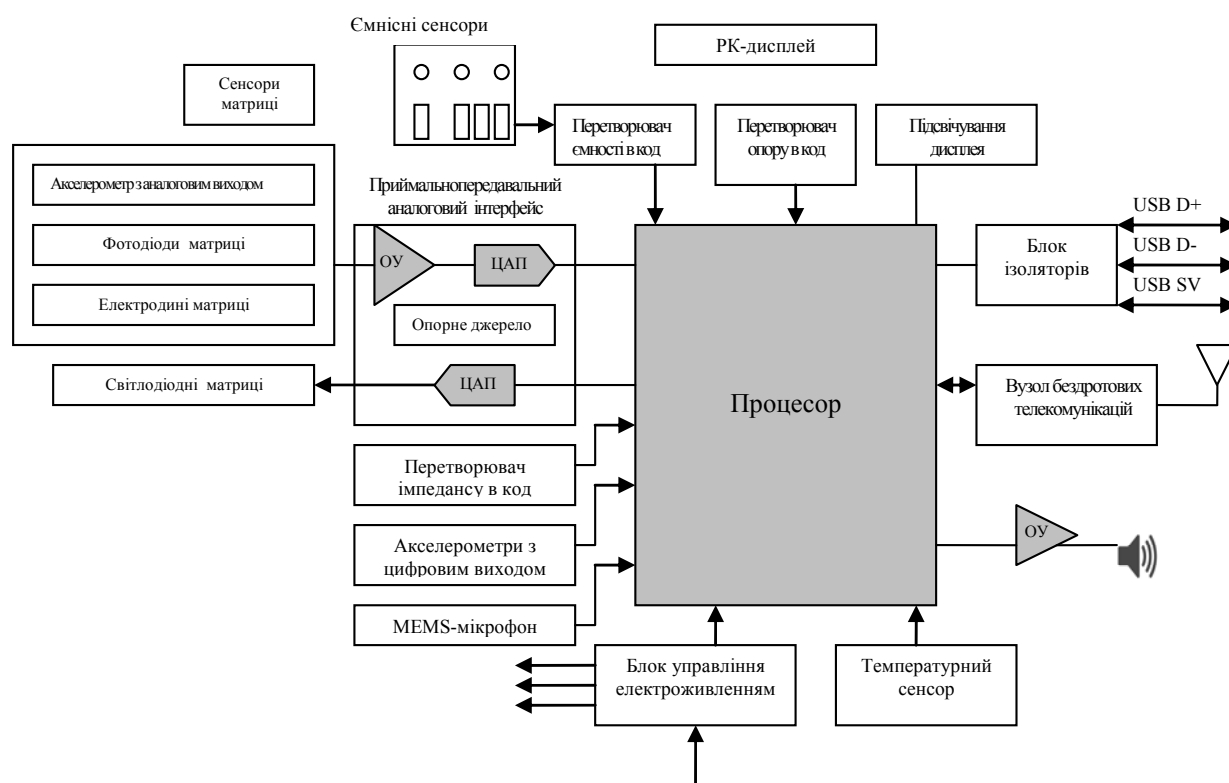 Ємнісні сенсори
РК-дисплей
Сенсори
матриці
Перетворювач
ємності в код
Перетворювач
опору в код
Підсвічування
дисплея
Акселерометр з аналоговим виходом
Фотодіоди матриці
Електродині матриці
Світлодіодні матриці
Приймальнопередавальний
аналоговий інтерфейс
ОУ
ЦАП
Опорне джерело
ЦАП
Процесор
Блок
ізоляторів
USB D+
USB D-
USB SV
Вузол бездротових
телекомунікацій
Перетворювач
імпедансу в код
Акселерометри з
цифровим виходом
MEMS-мікрофон
ОУ
Блок управління
електроживленням
Температурний
сенсор